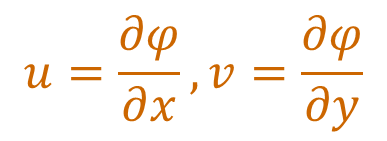 u = ∂φ/∂x , v = ∂φ/∂y